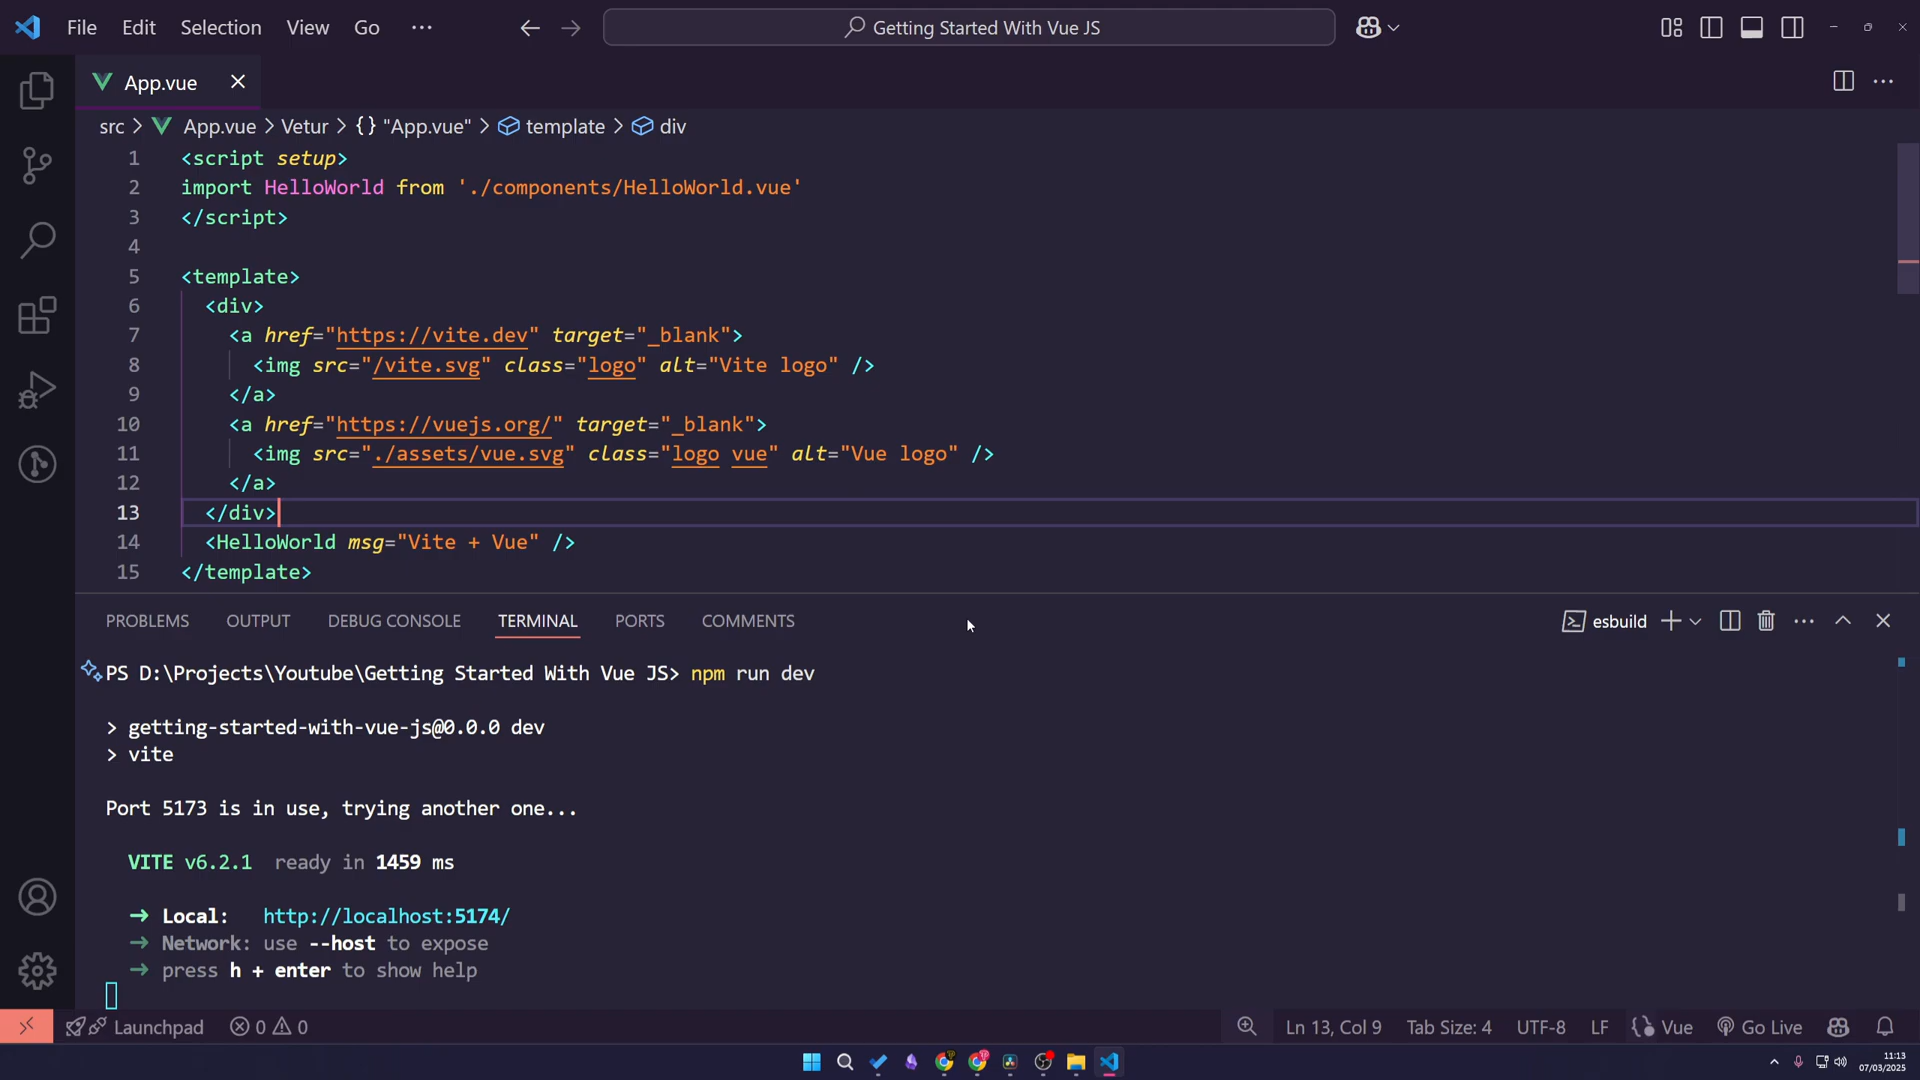 File Edit Selection View Go ··· Getting Started With Vue JS
App.vue
src > App.vue > Vetur > {} "App.vue" > template > div
1 <script setup>
2 import HelloWorld from './components/HelloWorld.vue'
3 </script>
4
5 <template>
6 <div>
7 <a href="https://vite.dev" target="_blank">
8 <img src="/vite.svg" class="logo" alt="Vite logo" />
9 </a>
10 <a href="https://vuejs.org/" target="_blank">
11 <img src="./assets/vue.svg" class="logo vue" alt="Vue logo" />
12 </a>
13 </div>
14 <HelloWorld msg="Vite + Vue" />
15 </template>
PROBLEMS OUTPUT DEBUG CONSOLE TERMINAL PORTS COMMENTS esbuild
PS D:\Projects\Youtube\Getting Started With Vue JS> npm run dev
> getting-started-with-vue-js@0.0.0 dev
> vite
Port 5173 is in use, trying another one...
VITE v6.2.1 ready in 1459 ms
➜ Local: http://localhost:5174/
➜ Network: use --host to expose
➜ press h + enter to show help
Launchpad 0 0 Ln 13, Col 9 Tab Size: 4 UTF-8 LF Vue Go Live
11:13
07/03/2025